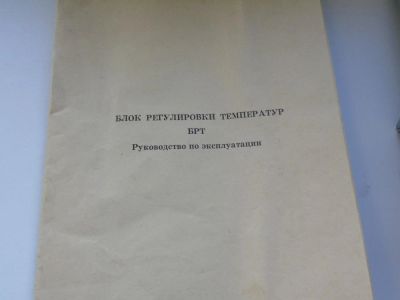 БЛОК РЕГУЛИРОВКИ ТЕМПЕРАТУР
БРТ
Руководство по эксплуатации